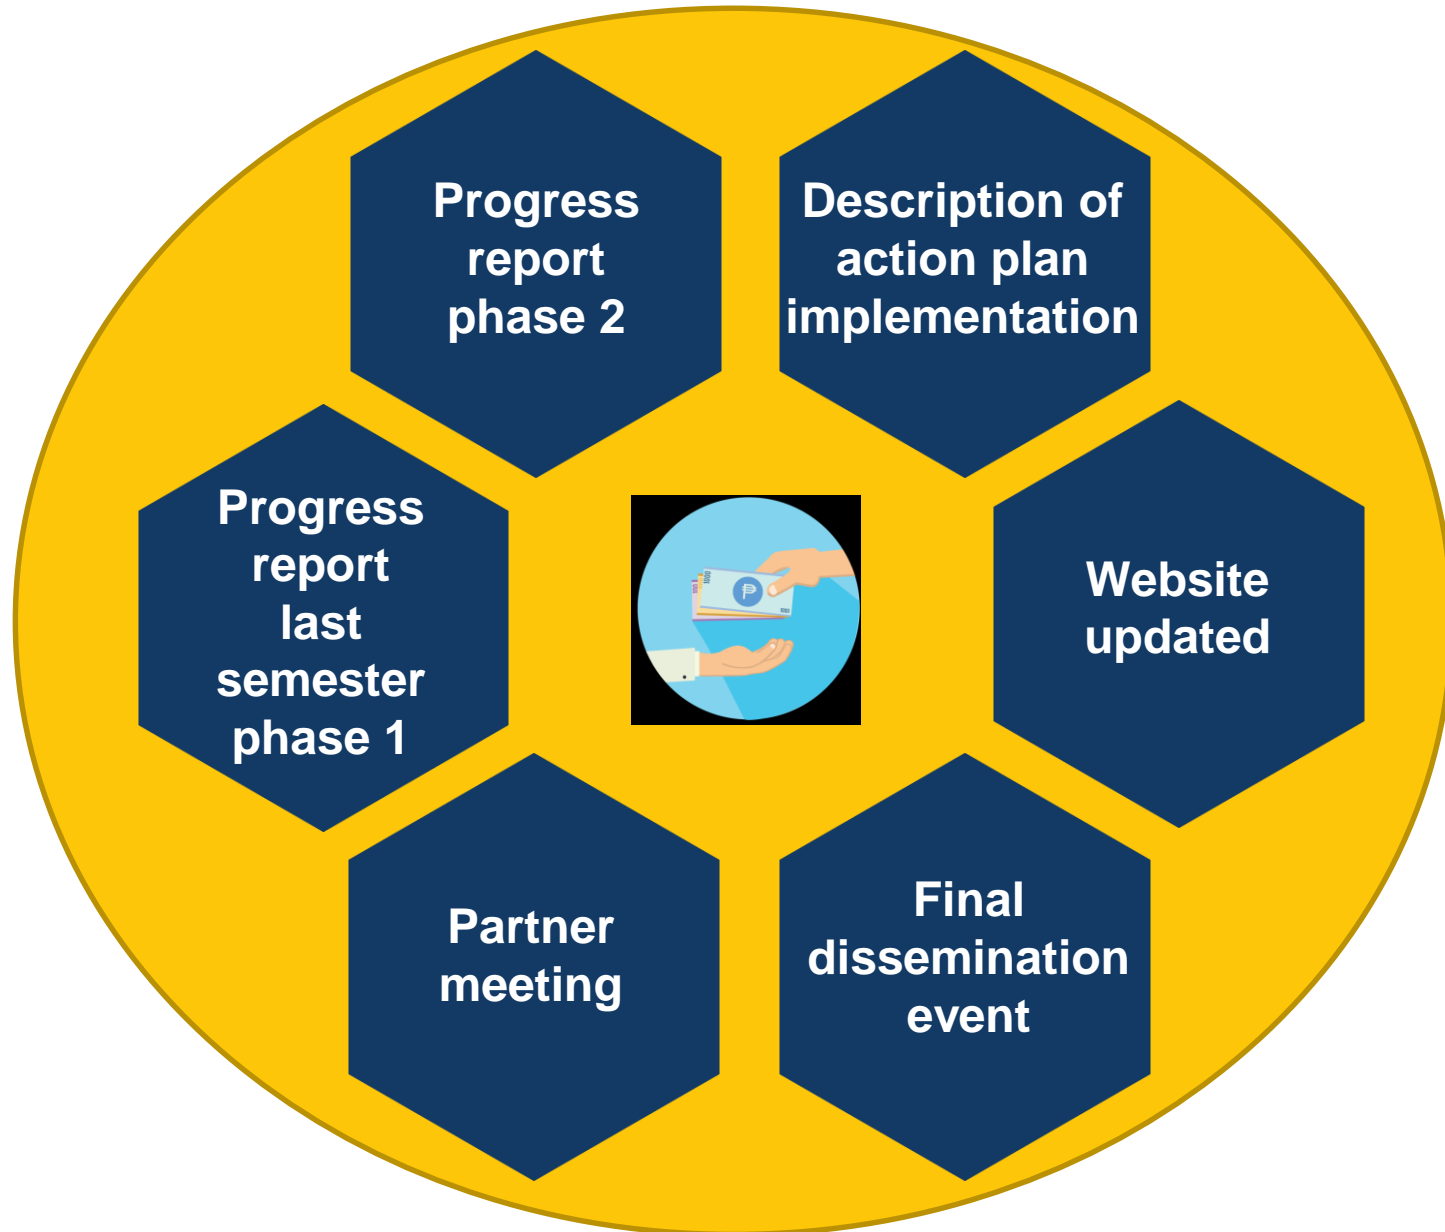 Progress
report
phase 2
Description of
action plan
implementation
Progress
report
last
semester
phase 1
1000
Website
updated
Partner
meeting
Final
dissemination
event